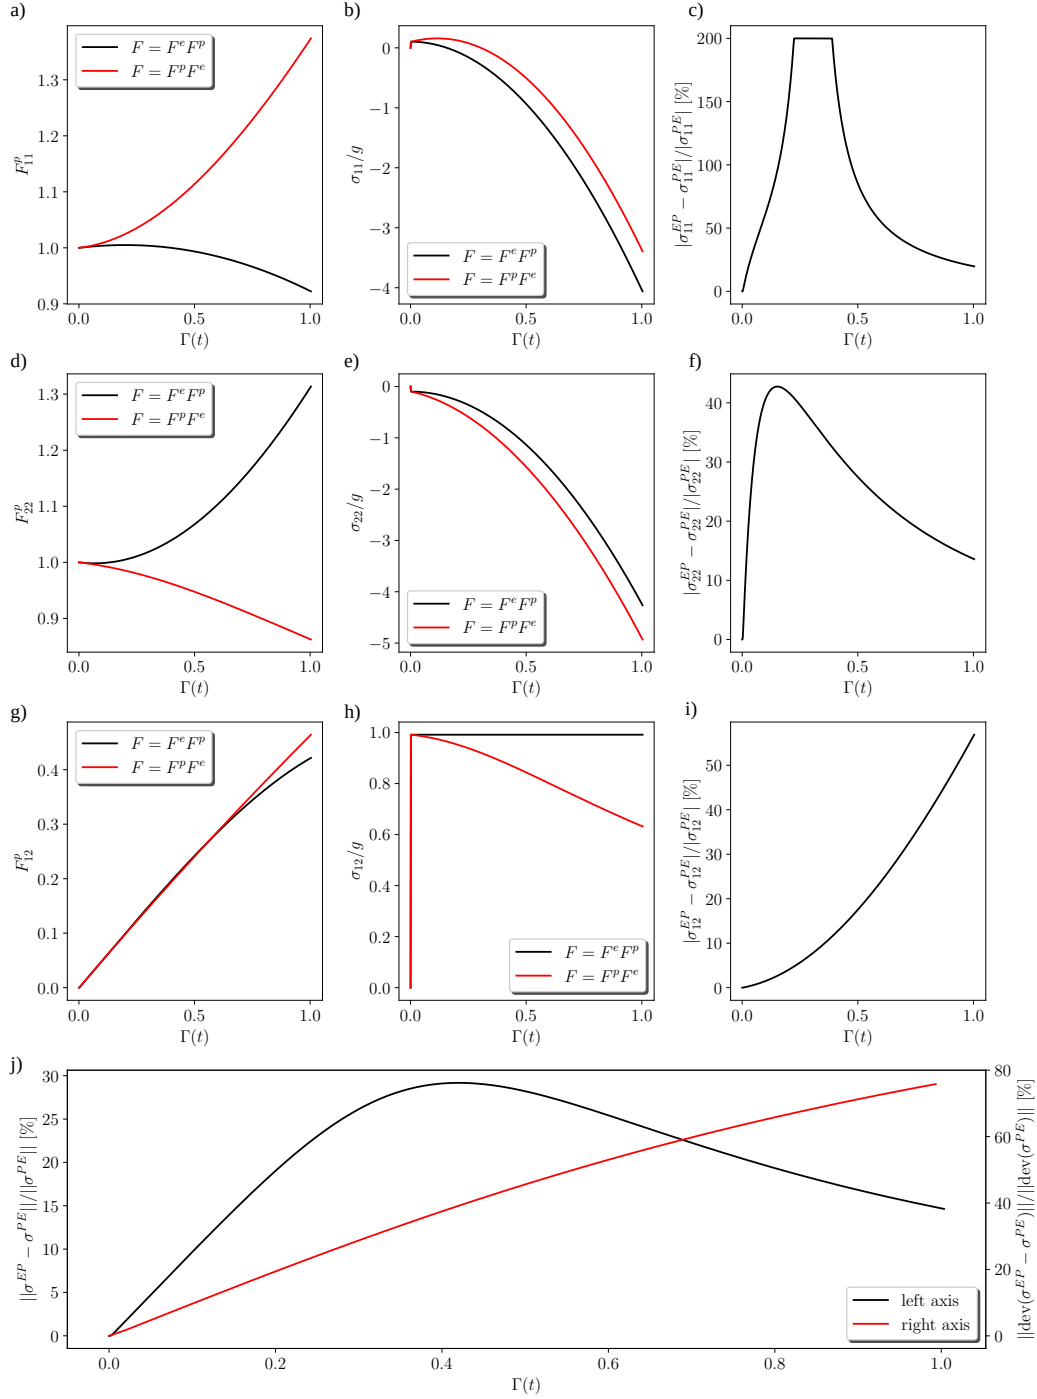 a)
F = F^e F^p
F = F^p F^e
1.3
1.2
1.1
1.0
0.9
F^p_11
0.0 0.5 1.0
Γ(t)
b)
0
−1
−2
−3
−4
σ_11/g
F = F^e F^p
F = F^p F^e
0.0 0.5 1.0
Γ(t)
c)
200
150
100
50
0
|σ^EP_11 − σ^PE_11|/|σ^PE_11| [%]
0.0 0.5 1.0
Γ(t)
d)
F = F^e F^p
F = F^p F^e
1.3
1.2
1.1
1.0
0.9
F^p_22
0.0 0.5 1.0
Γ(t)
e)
0
−1
−2
−3
−4
−5
σ_22/g
F = F^e F^p
F = F^p F^e
0.0 0.5 1.0
Γ(t)
f)
40
30
20
10
0
|σ^EP_22 − σ^PE_22|/|σ^PE_22| [%]
0.0 0.5 1.0
Γ(t)
g)
F = F^e F^p
F = F^p F^e
0.4
0.3
0.2
0.1
0.0
F^p_12
0.0 0.5 1.0
Γ(t)
h)
1.0
0.8
0.6
0.4
0.2
0.0
σ_12/g
F = F^e F^p
F = F^p F^e
0.0 0.5 1.0
Γ(t)
i)
50
40
30
20
10
0
|σ^EP_12 − σ^PE_12|/|σ^PE_12| [%]
0.0 0.5 1.0
Γ(t)
j)
30
25
20
15
10
5
0
||σ^EP − σ^PE||/||σ^PE|| [%]
80
60
40
20
0
||dev(σ^EP − σ^PE)||/||dev(σ^PE)|| [%]
left axis
right axis
0.0 0.2 0.4 0.6 0.8 1.0
Γ(t)